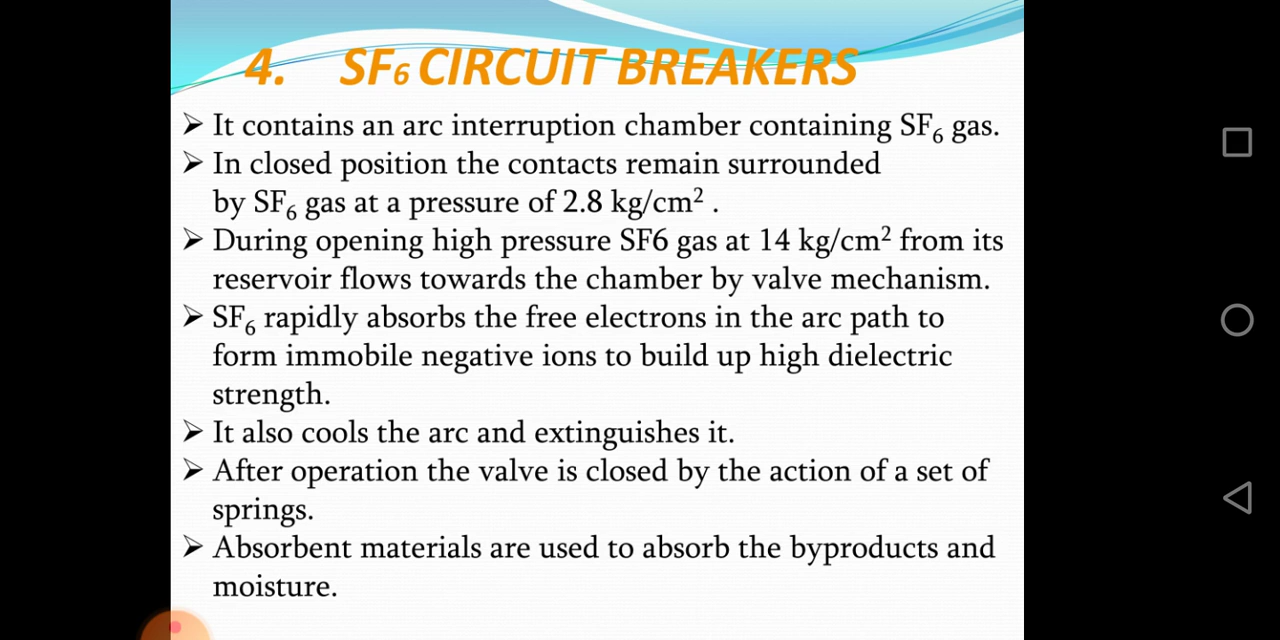 4. SF₆ CIRCUIT BREAKERS
➢ It contains an arc interruption chamber containing SF₆ gas.
➢ In closed position the contacts remain surrounded
by SF₆ gas at a pressure of 2.8 kg/cm² .
➢ During opening high pressure SF6 gas at 14 kg/cm² from its
reservoir flows towards the chamber by valve mechanism.
➢ SF₆ rapidly absorbs the free electrons in the arc path to
form immobile negative ions to build up high dielectric
strength.
➢ It also cools the arc and extinguishes it.
➢ After operation the valve is closed by the action of a set of
springs.
➢ Absorbent materials are used to absorb the byproducts and
moisture.